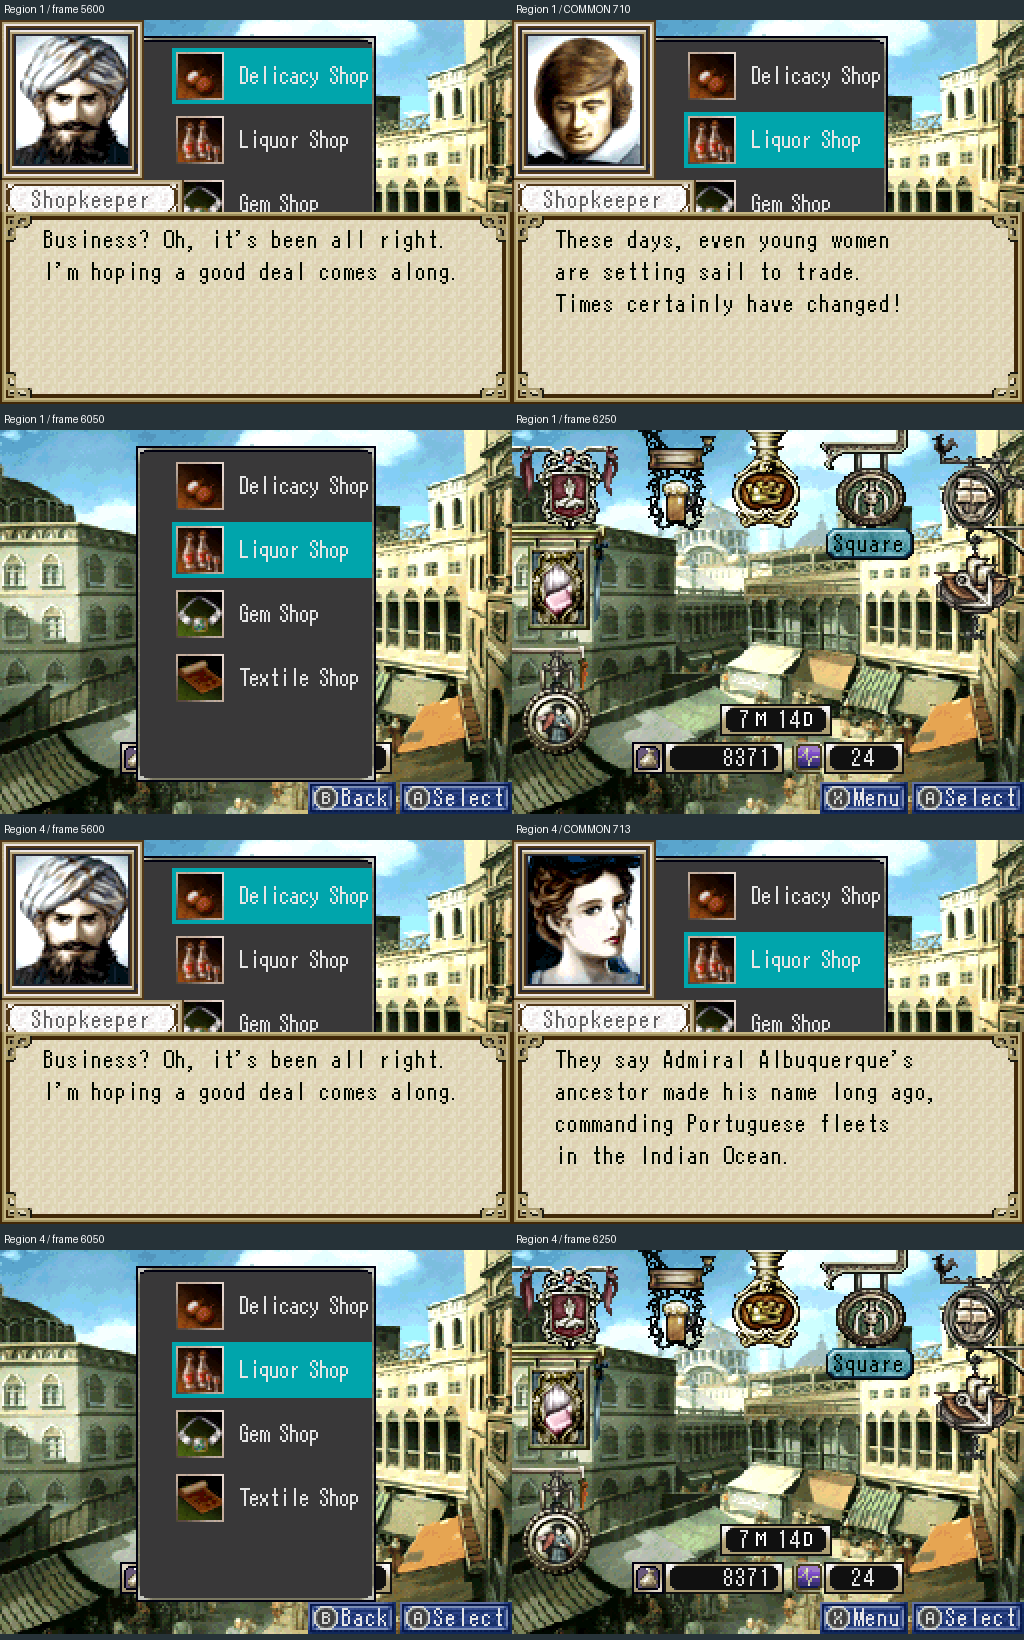 Region 1 / frame 5600
Delicacy Shop
Liquor Shop
Gem Shop
Shopkeeper
Business? Oh, it's been all right.
I'm hoping a good deal comes along.
Region 1 / COMMON 710
Delicacy Shop
Liquor Shop
Gem Shop
Shopkeeper
These days, even young women
are setting sail to trade.
Times certainly have changed!
Region 1 / frame 6050
Delicacy Shop
Liquor Shop
Gem Shop
Textile Shop
B Back
A Select
Region 1 / frame 6250
Square
7 M 14 D
8371
24
X Menu
A Select
Region 4 / frame 5600
Delicacy Shop
Liquor Shop
Gem Shop
Shopkeeper
Business? Oh, it's been all right.
I'm hoping a good deal comes along.
Region 4 / COMMON 713
Delicacy Shop
Liquor Shop
Gem Shop
Shopkeeper
They say Admiral Albuquerque's
ancestor made his name long ago,
commanding Portuguese fleets
in the Indian Ocean.
Region 4 / frame 6050
Delicacy Shop
Liquor Shop
Gem Shop
Textile Shop
B Back
A Select
Region 4 / frame 6250
Square
7 M 14 D
8371
24
X Menu
A Select